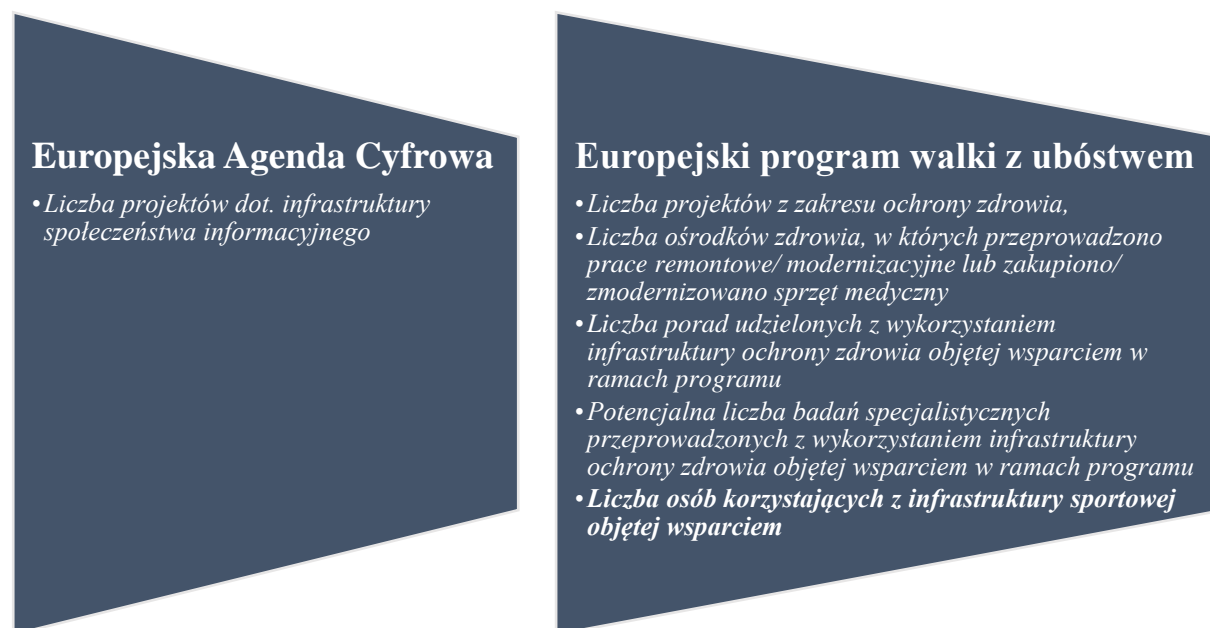 Europejska Agenda Cyfrowa
•Liczba projektów dot. infrastruktury
społeczeństwa informacyjnego
Europejski program walki z ubóstwem
•Liczba projektów z zakresu ochrony zdrowia,
•Liczba ośrodków zdrowia, w których przeprowadzono
prace remontowe/ modernizacyjne lub zakupiono/
zmodernizowano sprzęt medyczny
•Liczba porad udzielonych z wykorzystaniem
infrastruktury ochrony zdrowia objętej wsparciem w
ramach programu
•Potencjalna liczba badań specjalistycznych
przeprowadzonych z wykorzystaniem infrastruktury
ochrony zdrowia objętej wsparciem w ramach programu
•Liczba osób korzystających z infrastruktury sportowej
objętej wsparciem